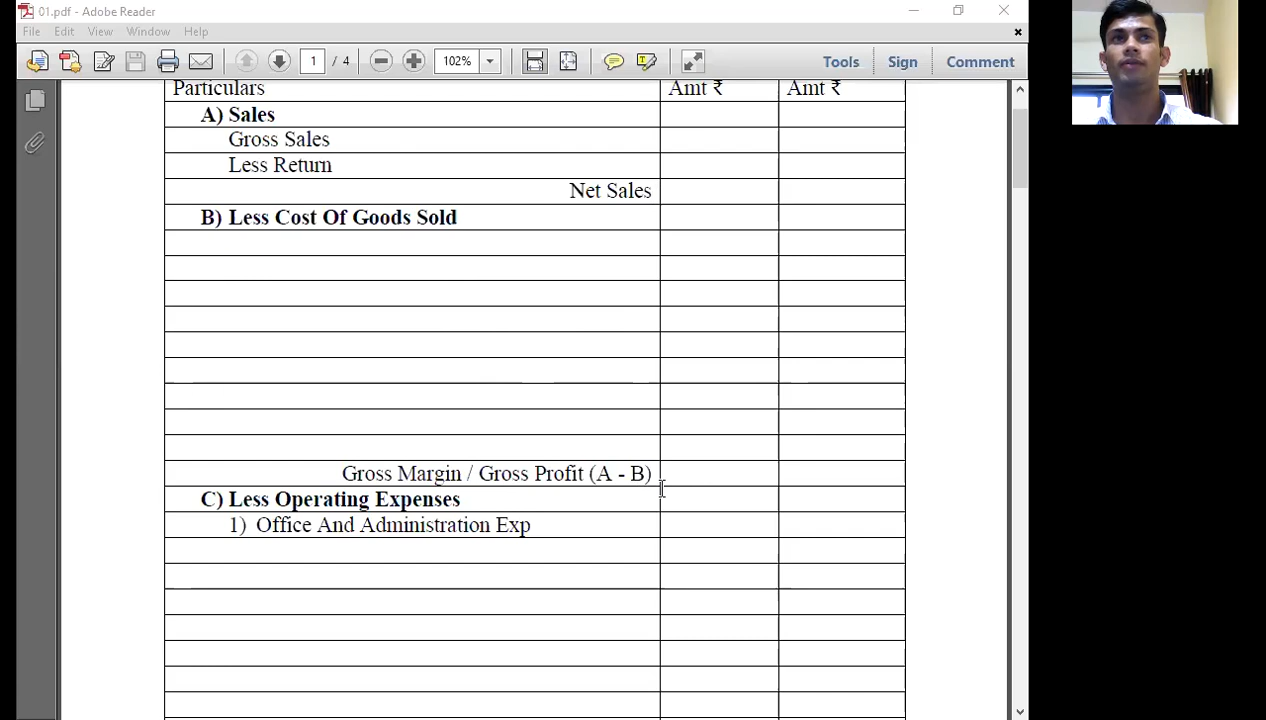 01.pdf - Adobe Reader
File Edit View Window Help
1 / 4 102% Tools Sign Comment
Particulars Amt ₹ Amt ₹
A) Sales
Gross Sales
Less Return
Net Sales
B) Less Cost Of Goods Sold
Gross Margin / Gross Profit (A - B)
C) Less Operating Expenses
1) Office And Administration Exp